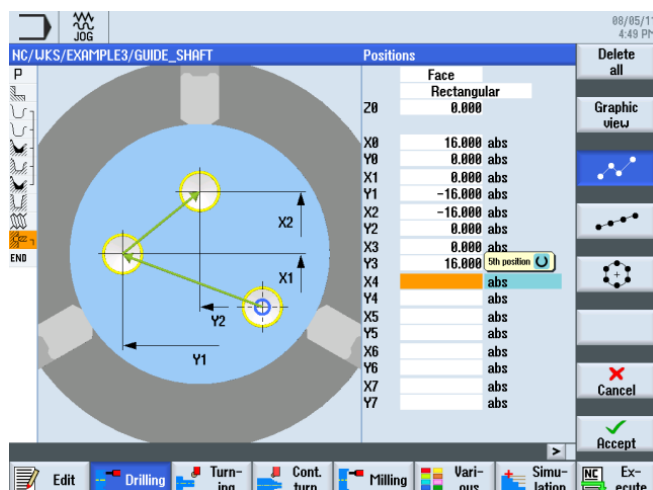 JOG
08/05/1
4:49 PM
NC/WKS/EXAMPLE3/GUIDE_SHAFT
Positions
Delete all
P
END
X2
X1
Y2
Y1
Face
Rectangular
Z0 0.000
X0 16.000 abs
Y0 0.000 abs
X1 0.000 abs
Y1 -16.000 abs
X2 -16.000 abs
Y2 0.000 abs
X3 0.000 abs
Y3 16.000 5th position
X4 abs
Y4 abs
X5 abs
Y5 abs
X6 abs
Y6 abs
X7 abs
Y7 abs
>
Graphic view
Cancel
Accept
Edit
Drilling
Turn-
ing
Cont.
turn
Milling
Vari-
ous
Simu-
lation
NC
Ex-
ecute